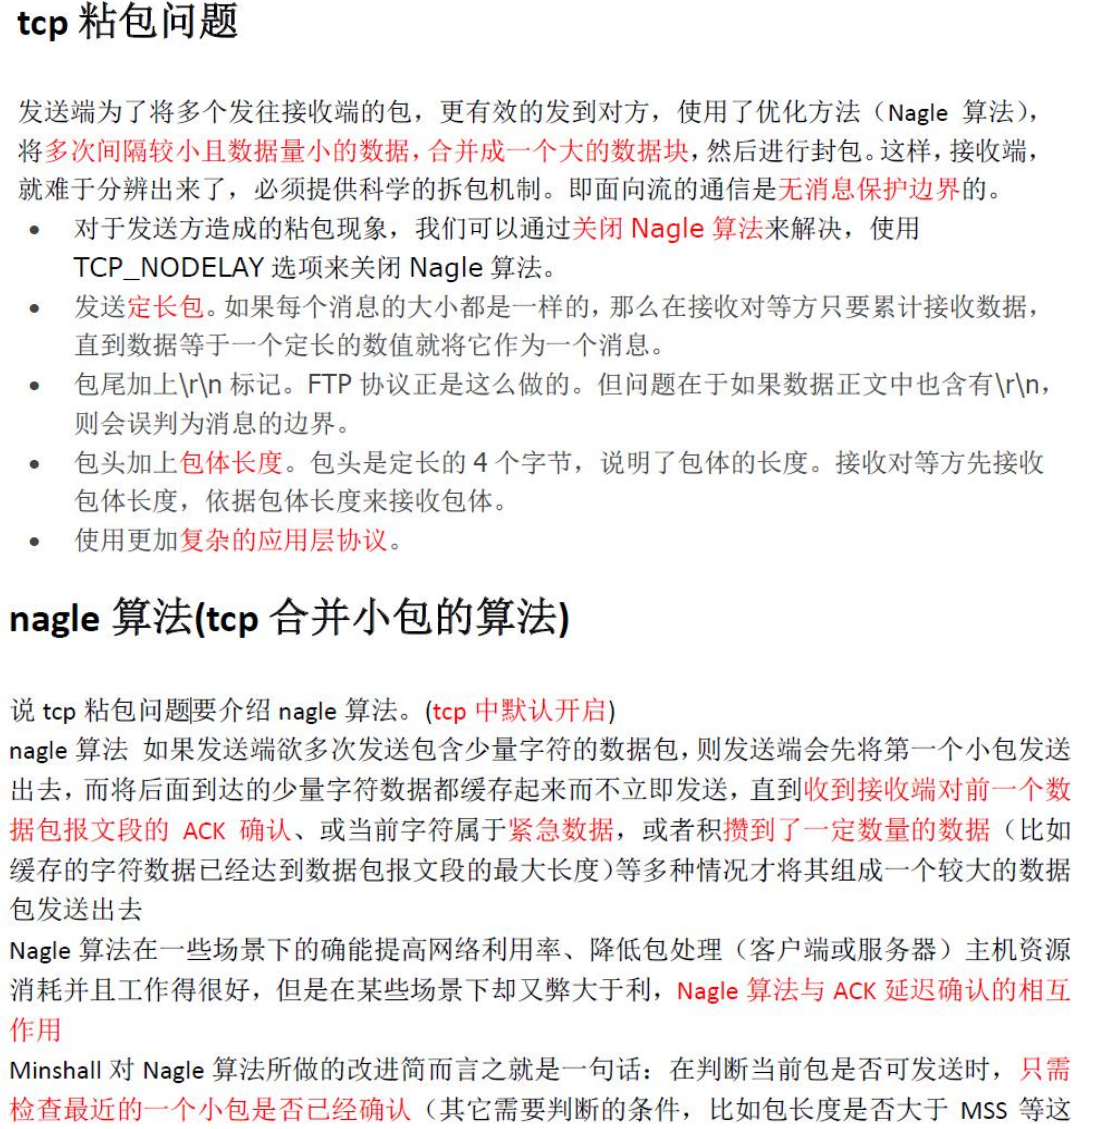 tcp 粘包问题
发送端为了将多个发往接收端的包，更有效的发到对方，使用了优化方法（Nagle 算法），
将多次间隔较小且数据量小的数据，合并成一个大的数据块，然后进行封包。这样，接收端，
就难于分辨出来了，必须提供科学的拆包机制。即面向流的通信是无消息保护边界的。
• 对于发送方造成的粘包现象，我们可以通过关闭 Nagle 算法来解决，使用
TCP_NODELAY 选项来关闭 Nagle 算法。
• 发送定长包。如果每个消息的大小都是一样的，那么在接收对等方只要累计接收数据，
直到数据等于一个定长的数值就将它作为一个消息。
• 包尾加上\r\n 标记。FTP 协议正是这么做的。但问题在于如果数据正文中也含有\r\n，
则会误判为消息的边界。
• 包头加上包体长度。包头是定长的 4 个字节，说明了包体的长度。接收对等方先接收
包体长度，依据包体长度来接收包体。
• 使用更加复杂的应用层协议。
nagle 算法(tcp 合并小包的算法)
说 tcp 粘包问题要介绍 nagle 算法。(tcp 中默认开启)
nagle 算法 如果发送端欲多次发送包含少量字符的数据包，则发送端会先将第一个小包发送
出去，而将后面到达的少量字符数据都缓存起来而不立即发送，直到收到接收端对前一个数
据包报文段的 ACK 确认、或当前字符属于紧急数据，或者积攒到了一定数量的数据（比如
缓存的字符数据已经达到数据包报文段的最大长度）等多种情况才将其组成一个较大的数据
包发送出去
Nagle 算法在一些场景下的确能提高网络利用率、降低包处理（客户端或服务器）主机资源
消耗并且工作得很好，但是在某些场景下却又弊大于利，Nagle 算法与 ACK 延迟确认的相互
作用
Minshall 对 Nagle 算法所做的改进简而言之就是一句话：在判断当前包是否可发送时，只需
检查最近的一个小包是否已经确认（其它需要判断的条件，比如包长度是否大于 MSS 等这